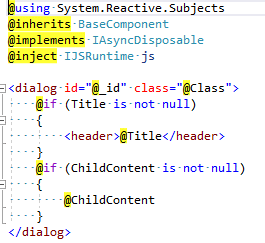 @using System.Reactive.Subjects
@inherits BaseComponent
@implements IAsyncDisposable
@inject IJSRuntime js

<dialog id="@_id" class="@Class">
    @if (Title is not null)
    {
        <header>@Title</header>
    }
    @if (ChildContent is not null)
    {
        @ChildContent
    }
</dialog>